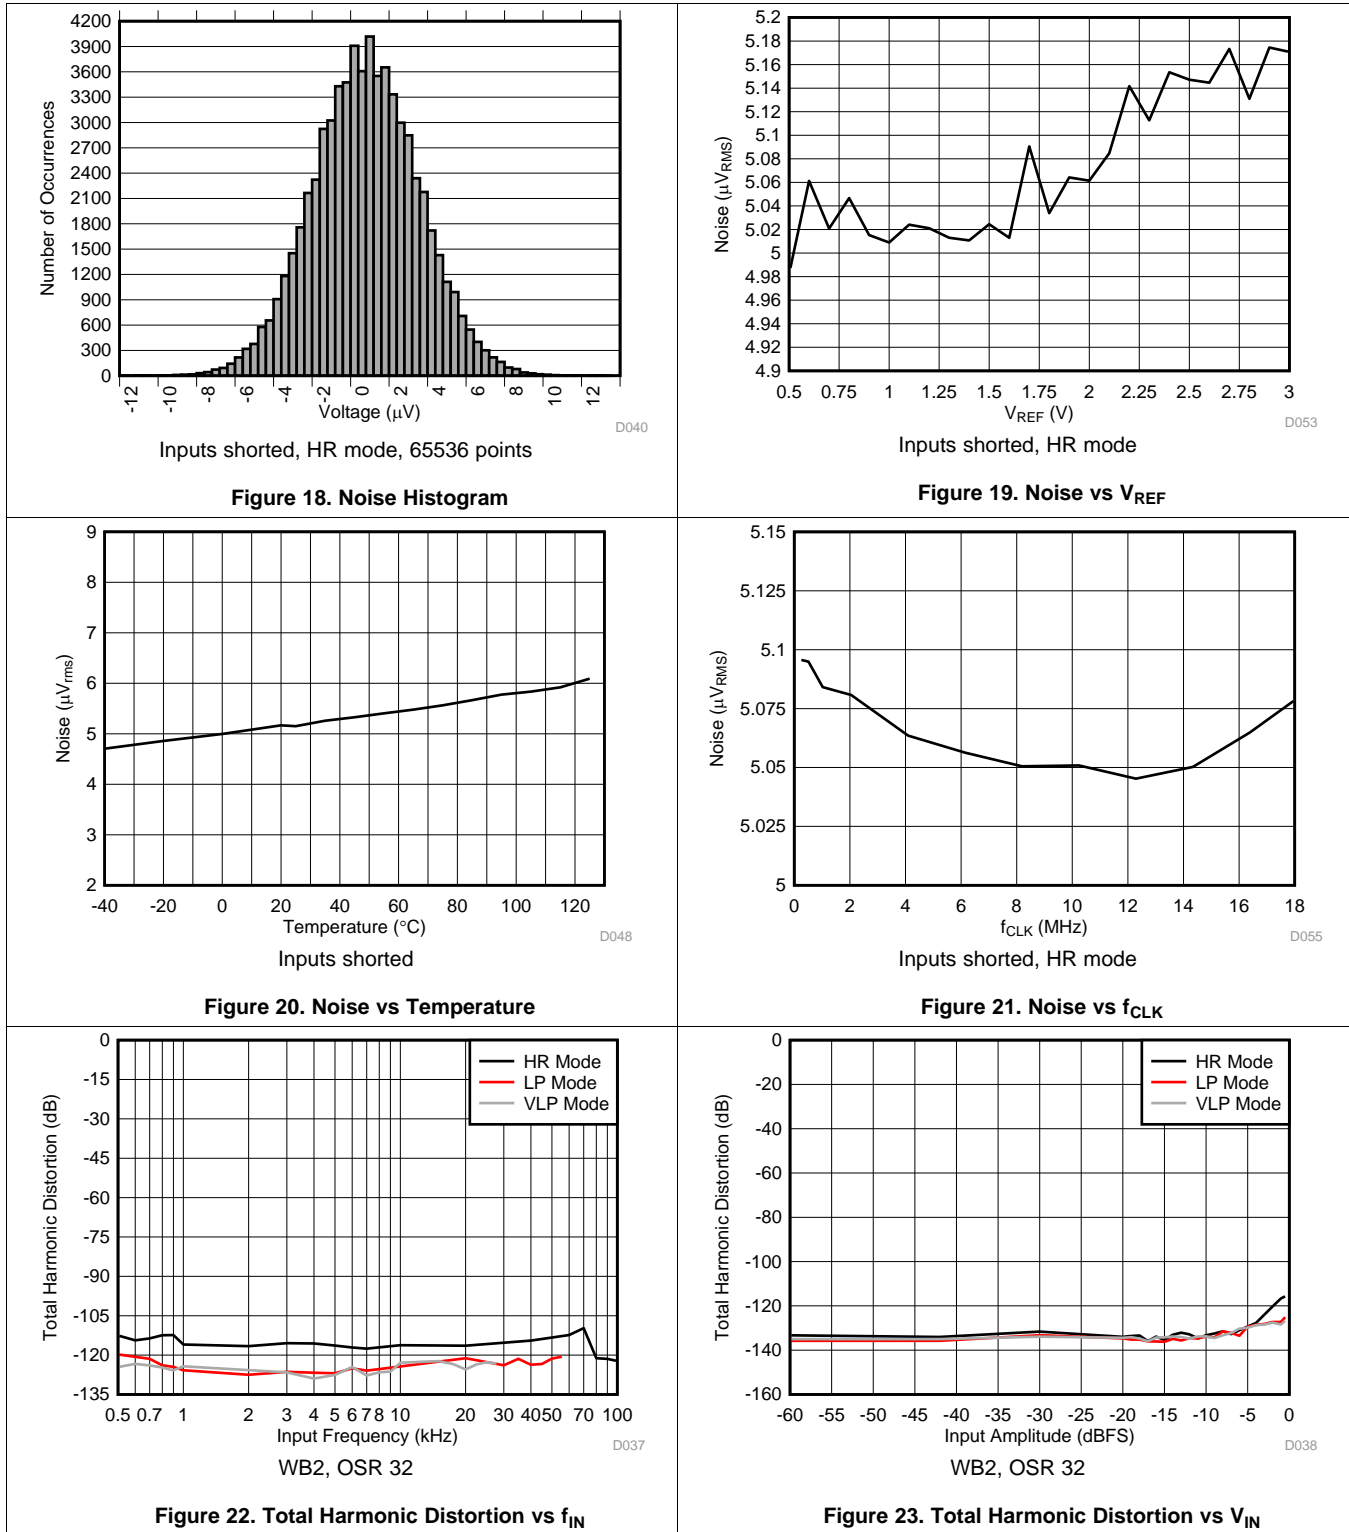 4200
3900
3600
3300
3000
2700
2400
2100
1800
1500
1200
900
600
300
0
Number of Occurrences
-12 -10 -8 -6 -4 -2 0 2 4 6 8 10 12
Voltage (µV)
D040
Inputs shorted, HR mode, 65536 points
Figure 18. Noise Histogram
5.2
5.18
5.16
5.14
5.12
5.1
5.08
5.06
5.04
5.02
5
4.98
4.96
4.94
4.92
4.9
Noise (µVRMS)
0.5 0.75 1 1.25 1.5 1.75 2 2.25 2.5 2.75 3
VREF (V)
D053
Inputs shorted, HR mode
Figure 19. Noise vs VREF
9
8
7
6
5
4
3
2
Noise (µVrms)
-40 -20 0 20 40 60 80 100 120
Temperature (°C)
D048
Inputs shorted
Figure 20. Noise vs Temperature
5.15
5.125
5.1
5.075
5.05
5.025
5
Noise (µVRMS)
0 2 4 6 8 10 12 14 16 18
fCLK (MHz)
D055
Inputs shorted, HR mode
Figure 21. Noise vs fCLK
0
-15
-30
-45
-60
-75
-90
-105
-120
-135
Total Harmonic Distortion (dB)
HR Mode
LP Mode
VLP Mode
0.5 0.7 1 2 3 4 5 6 7 8 10 20 30 40 50 70 100
Input Frequency (kHz)
D037
WB2, OSR 32
Figure 22. Total Harmonic Distortion vs fIN
0
-20
-40
-60
-80
-100
-120
-140
-160
Total Harmonic Distortion (dB)
HR Mode
LP Mode
VLP Mode
-60 -55 -50 -45 -40 -35 -30 -25 -20 -15 -10 -5 0
Input Amplitude (dBFS)
D038
WB2, OSR 32
Figure 23. Total Harmonic Distortion vs VIN